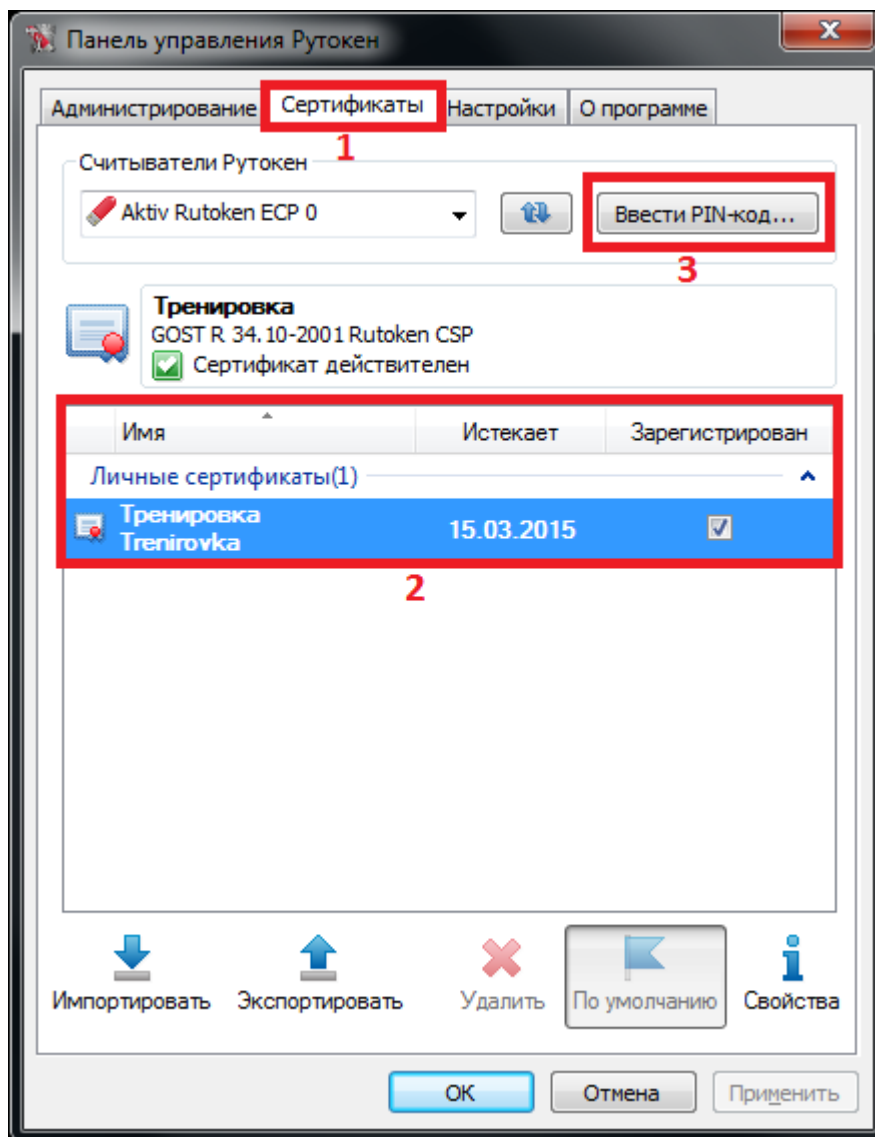 Панель управления Рутокен
Администрирование Сертификаты Настройки О программе
1
Считыватели Рутокен
Aktiv Rutoken ECP 0 Ввести PIN-код...
3
Тренировка
GOST R 34.10-2001 Rutoken CSP
Сертификат действителен
Имя Истекает Зарегистрирован
Личные сертификаты(1)
Тренировка
Trenirovka 15.03.2015
2
Импортировать Экспортировать Удалить По умолчанию Свойства
ОК Отмена Применить